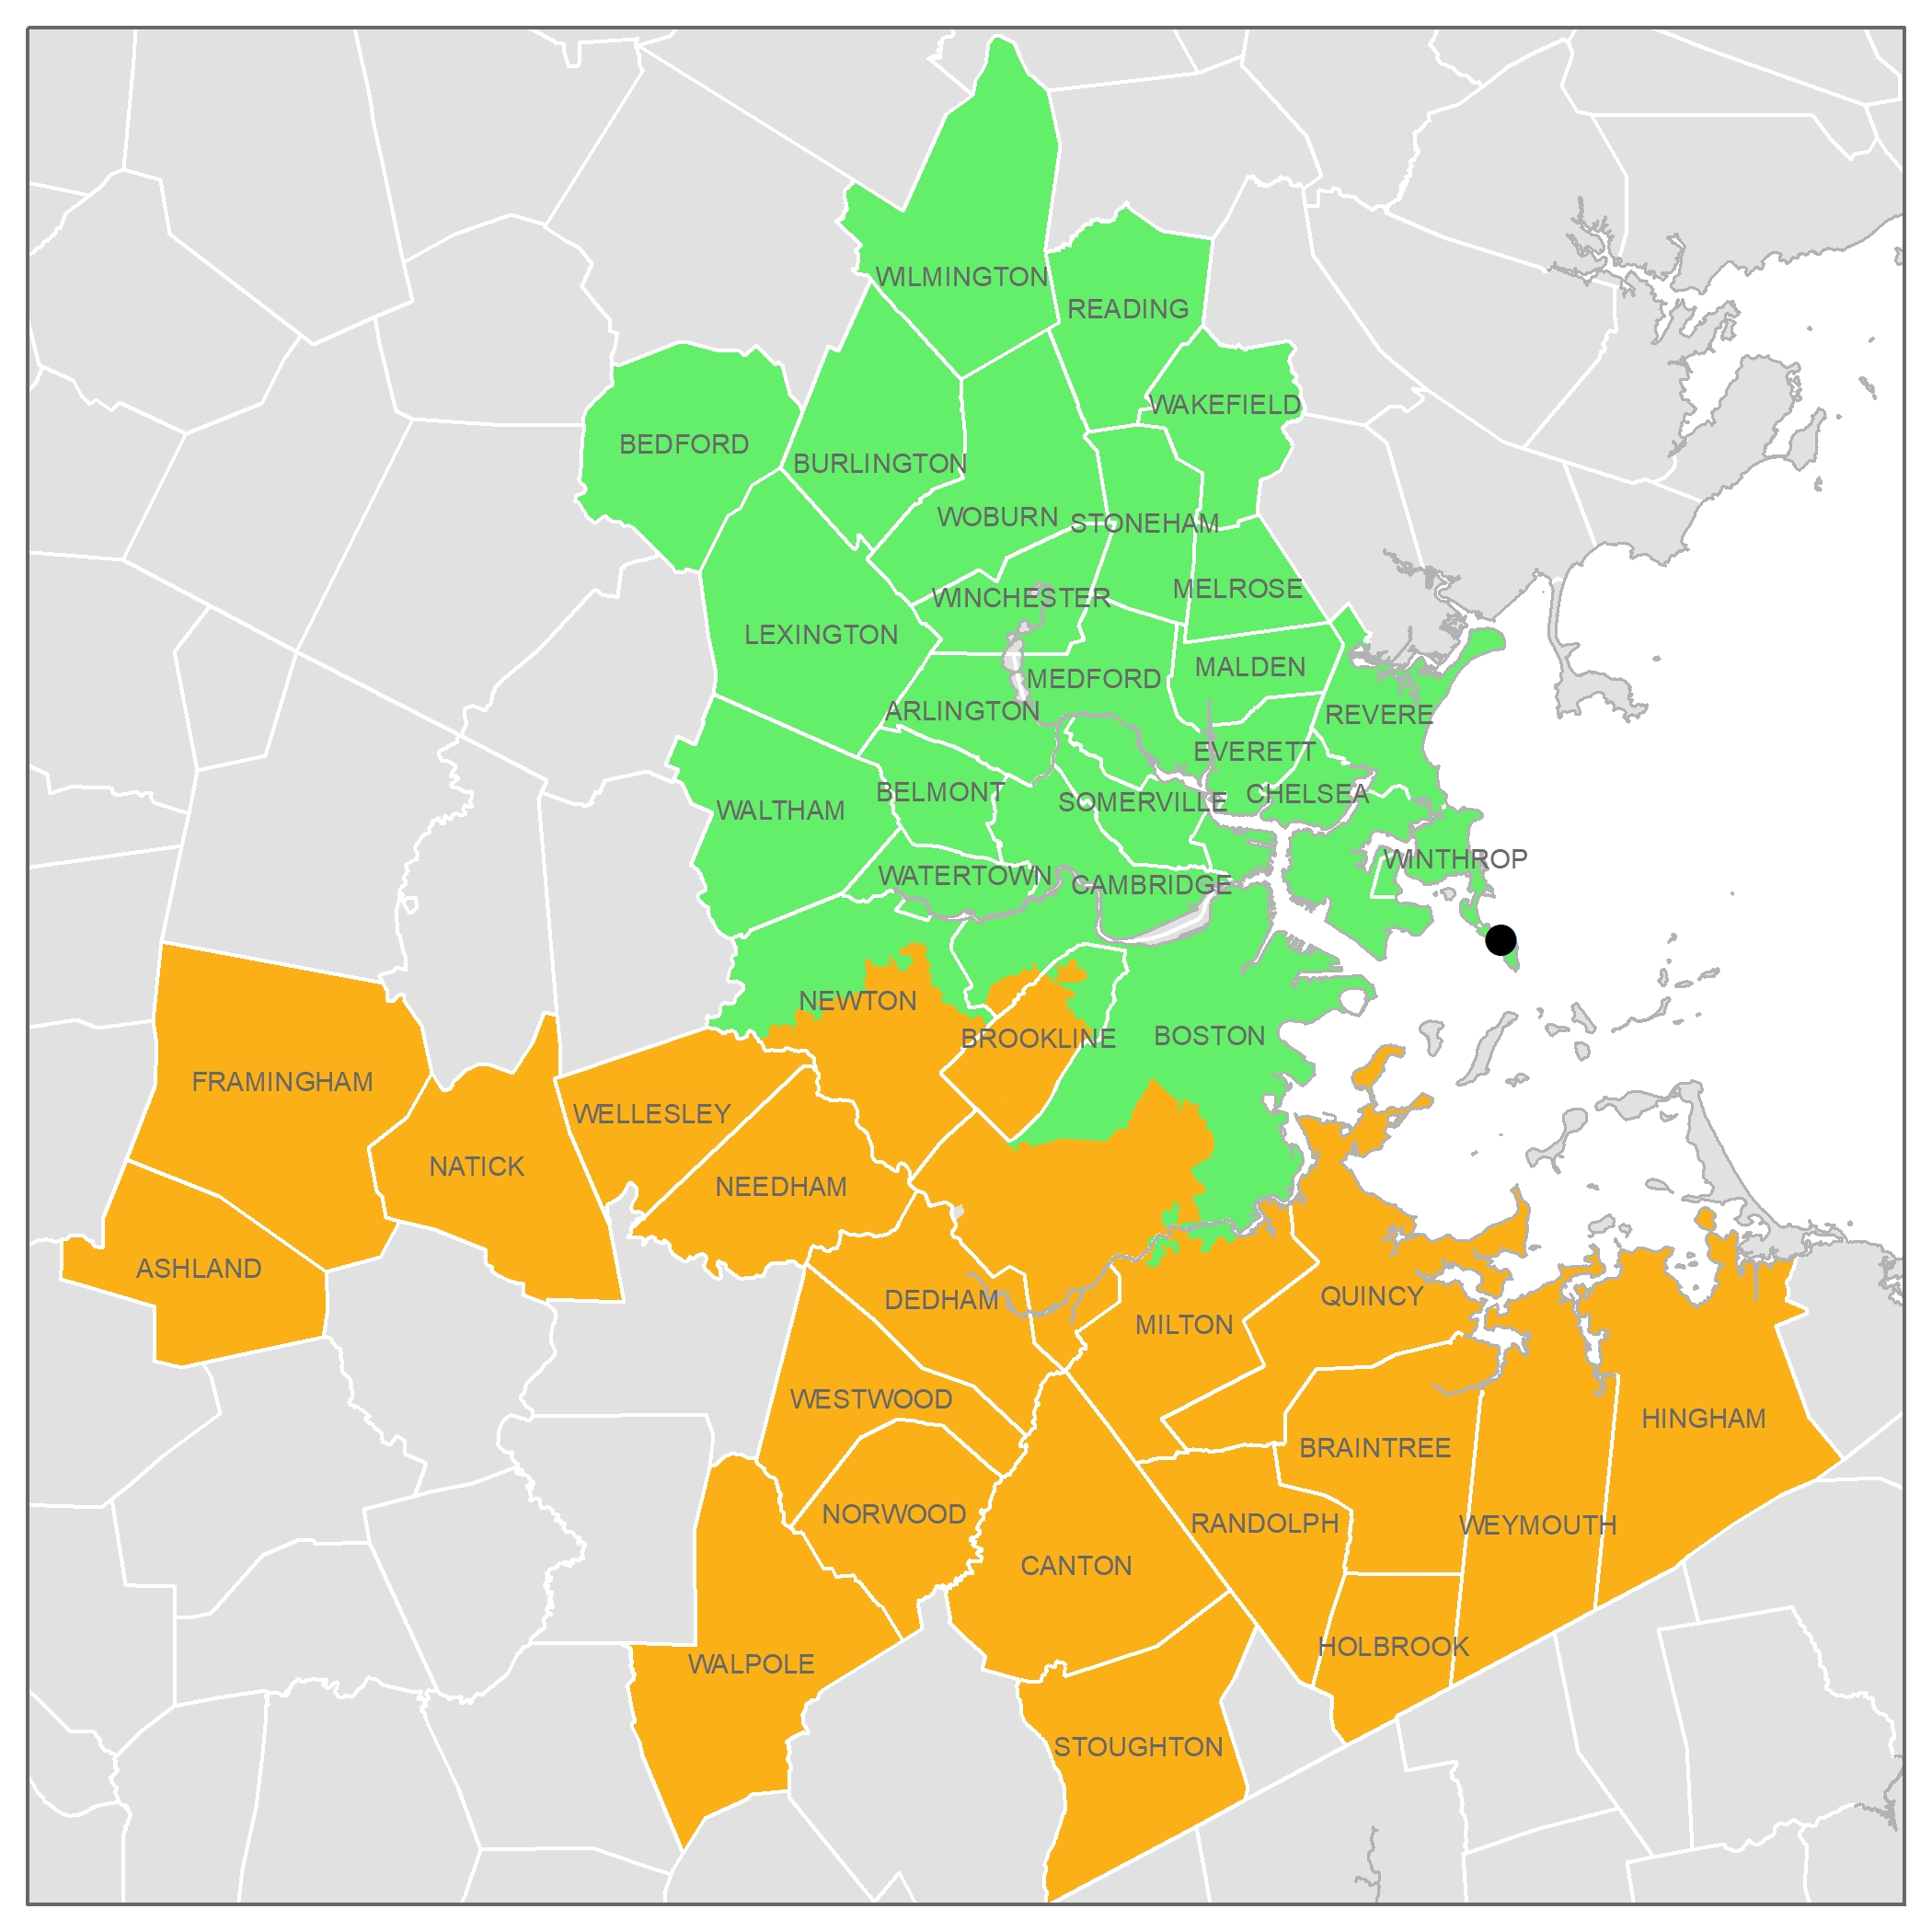 WILMINGTON
READING
WAKEFIELD
BEDFORD
BURLINGTON
WOBURN
STONEHAM
MELROSE
WINCHESTER
LEXINGTON
MALDEN
MEDFORD
ARLINGTON
REVERE
EVERETT
BELMONT
CHELSEA
SOMERVILLE
WALTHAM
WINTHROP
WATERTOWN
CAMBRIDGE
NEWTON
BROOKLINE
BOSTON
FRAMINGHAM
WELLESLEY
NATICK
NEEDHAM
ASHLAND
DEDHAM
QUINCY
MILTON
WESTWOOD
HINGHAM
BRAINTREE
NORWOOD
RANDOLPH
WEYMOUTH
CANTON
HOLBROOK
WALPOLE
STOUGHTON